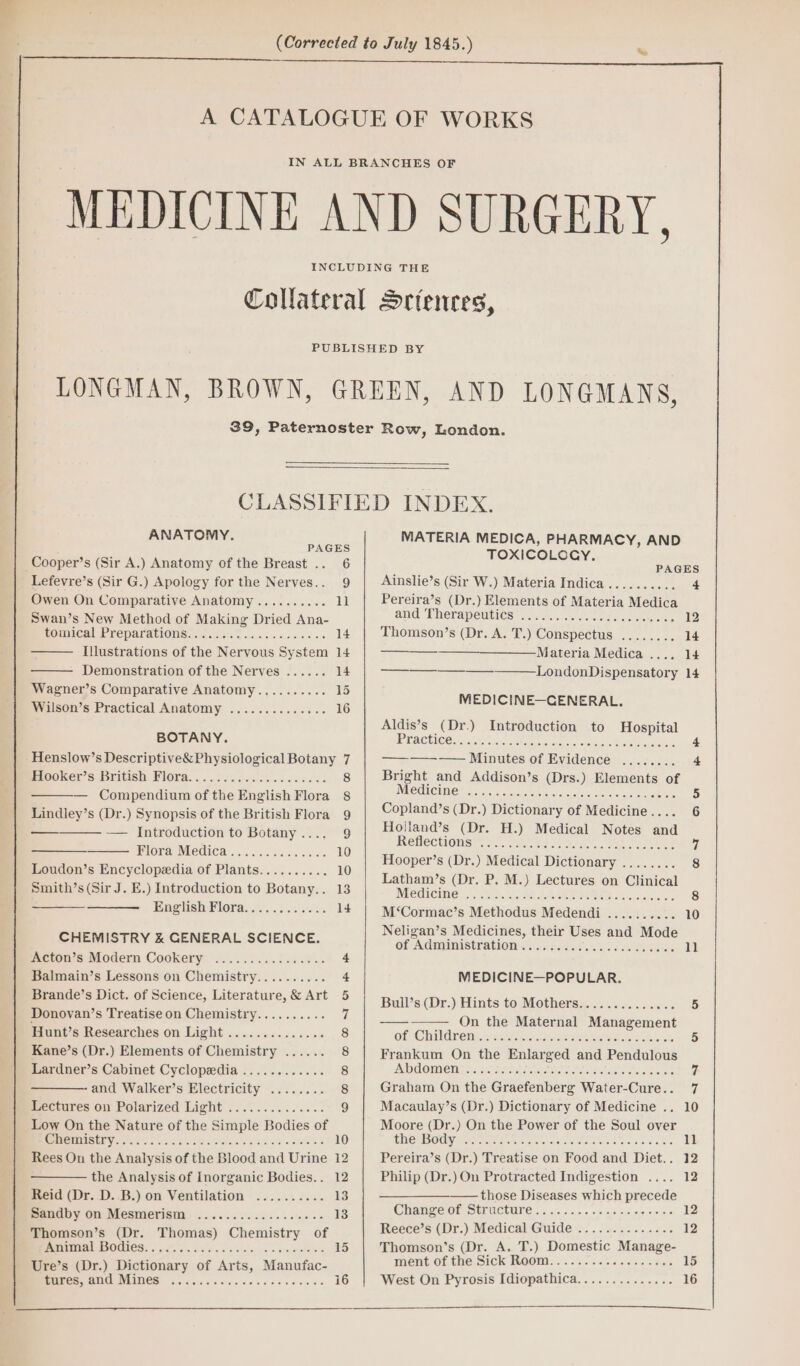 (Corrected to July 1845.)
A CATALOGUE OF WORKS
IN ALL BRANCHES OF
MEDICINE AND SURGERY,
INCLUDING THE
Collateral Sciences,
PUBLISHED BY
LONGMAN, BROWN, GREEN, AND LONGMANS,
39, Paternoster Row, London.
CLASSIFIED INDEX.
ANATOMY.
PAGES
Cooper's (Sir A.) Anatomy of the Breast .. 6
Lefevre's (Sir G.) Apology for the Nerves.. 9
Owen On Comparative Anatomy .......... 11
Swan's New Method of Making Dried Ana-
tomical Preparations.................... 14
——— Illustrations of the Nervous System 14
——— Demonstration of the Nerves ...... 14
Wagner's Comparative Anatomy.......... 15
Wilson's Practical Anatomy .............. 16
BOTANY.
Henslow's Descriptive&Physiological Botany 7
Hooker's British Flora.................... 8
———— Compendium of the English Flora 8
Lindley's (Dr.) Synopsis of the British Flora 9
———— — Introduction to Botany .... 9
———————— Flora Medica .............. 10
Loudon's Encyclopædia of Plants.......... 10
Smith's (Sir J. E.) Introduction to Botany.. 13
———————— English Flora............ 14
CHEMISTRY & GENERAL SCIENCE.
Acton's Modern Cookery ................ 4
Balmain's Lessons on Chemistry.......... 4
Brande's Dict. of Science, Literature, & Art 5
Donovan's Treatise on Chemistry.......... 7
Hunt's Researches on Light .............. 8
Kane's (Dr.) Elements of Chemistry ...... 8
Lardner's Cabinet Cyclopædia ............ 8
———— and Walker's Electricity ........ 8
Lectures on Polarized Light .............. 9
Low On the Nature of the Simple Bodies of
Chemistry.............................. 10
Rees On the Analysis of the Blood and Urine 12
———— the Analysis of Inorganic Bodies.. 12
Reid (Dr. D. B.) on Ventilation .......... 13
Sandby on Mesmerism .................. 13
Thomson's (Dr. Thomas) Chemistry of
Animal Bodies.......................... 15
Ure's (Dr.) Dictionary of Arts, Manufac-
tures, and Mines ...................... 16
MATERIA MEDICA, PHARMACY, AND
TOXICOLOGY.
PAGES
Ainslie's (Sir W.) Materia Indica .......... 4
Pereira's (Dr.) Elements of Materia Medica
and Therapeutics ...................... 12
Thomson's (Dr. A. T.) Conspectus ........ 14
————————Materia Medica .... 14
————————LondonDispensatory 14
MEDICINE—GENERAL.
Aldis's (Dr.) Introduction to Hospital
Practice................................ 4
———————— Minutes of Evidence ........ 4
Bright and Addison's (Drs.) Elements of
Medicine .............................. 5
Copland's (Dr.) Dictionary of Medicine.... 6
Holland's (Dr. H.) Medical Notes and
Reflections ............................ 7
Hooper's (Dr.) Medical Dictionary ........ 8
Latham's (Dr. P. M.) Lectures on Clinical
Medicine .............................. 8
M'Cormac's Methodus Medendi .......... 10
Neligan's Medicines, their Uses and Mode
of Administration ...................... 11
MEDICINE—POPULAR.
Bull's (Dr.) Hints to Mothers.............. 5
———— On the Maternal Management
of Children ............................ 5
Frankum On the Enlarged and Pendulous
Abdomen .............................. 7
Graham On the Graefenberg Water-Cure.. 7
Macaulay's (Dr.) Dictionary of Medicine .. 10
Moore (Dr.) On the Power of the Soul over
the Body .............................. 11
Pereira's (Dr.) Treatise on Food and Diet.. 12
Philip (Dr.) On Protracted Indigestion .... 12
———————— those Diseases which precede
Change of Structure .................... 12
Reece's (Dr.) Medical Guide .............. 12
Thomson's (Dr. A. T.) Domestic Manage-
ment of the Sick Room.................. 15
West On Pyrosis Idiopathica.............. 16